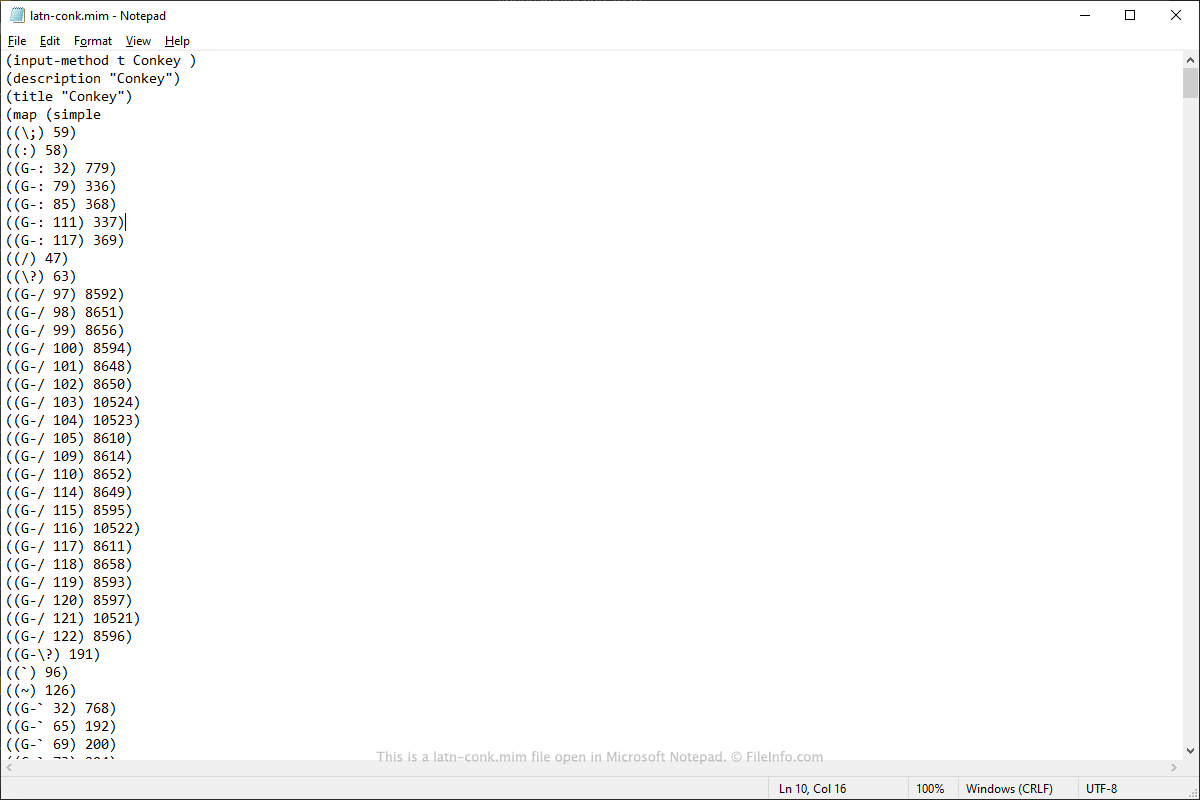 latn-conk.mim - Notepad
File Edit Format View Help
(input-method t Conkey )
(description "Conkey")
(title "Conkey")
(map (simple
((\;) 59)
((:) 58)
((G-: 32) 779)
((G-: 79) 336)
((G-: 85) 368)
((G-: 111) 337)
((G-: 117) 369)
((/) 47)
((\?) 63)
((G-/ 97) 8592)
((G-/ 98) 8651)
((G-/ 99) 8656)
((G-/ 100) 8594)
((G-/ 101) 8648)
((G-/ 102) 8650)
((G-/ 103) 10524)
((G-/ 104) 10523)
((G-/ 105) 8610)
((G-/ 109) 8614)
((G-/ 110) 8652)
((G-/ 114) 8649)
((G-/ 115) 8595)
((G-/ 116) 10522)
((G-/ 117) 8611)
((G-/ 118) 8658)
((G-/ 119) 8593)
((G-/ 120) 8597)
((G-/ 121) 10521)
((G-/ 122) 8596)
((G-\?) 191)
((`) 96)
((~) 126)
((G-` 32) 768)
((G-` 65) 192)
((G-` 69) 200)
This is a latn-conk.mim file open in Microsoft Notepad. © FileInfo.com
Ln 10, Col 16 100% Windows (CRLF) UTF-8